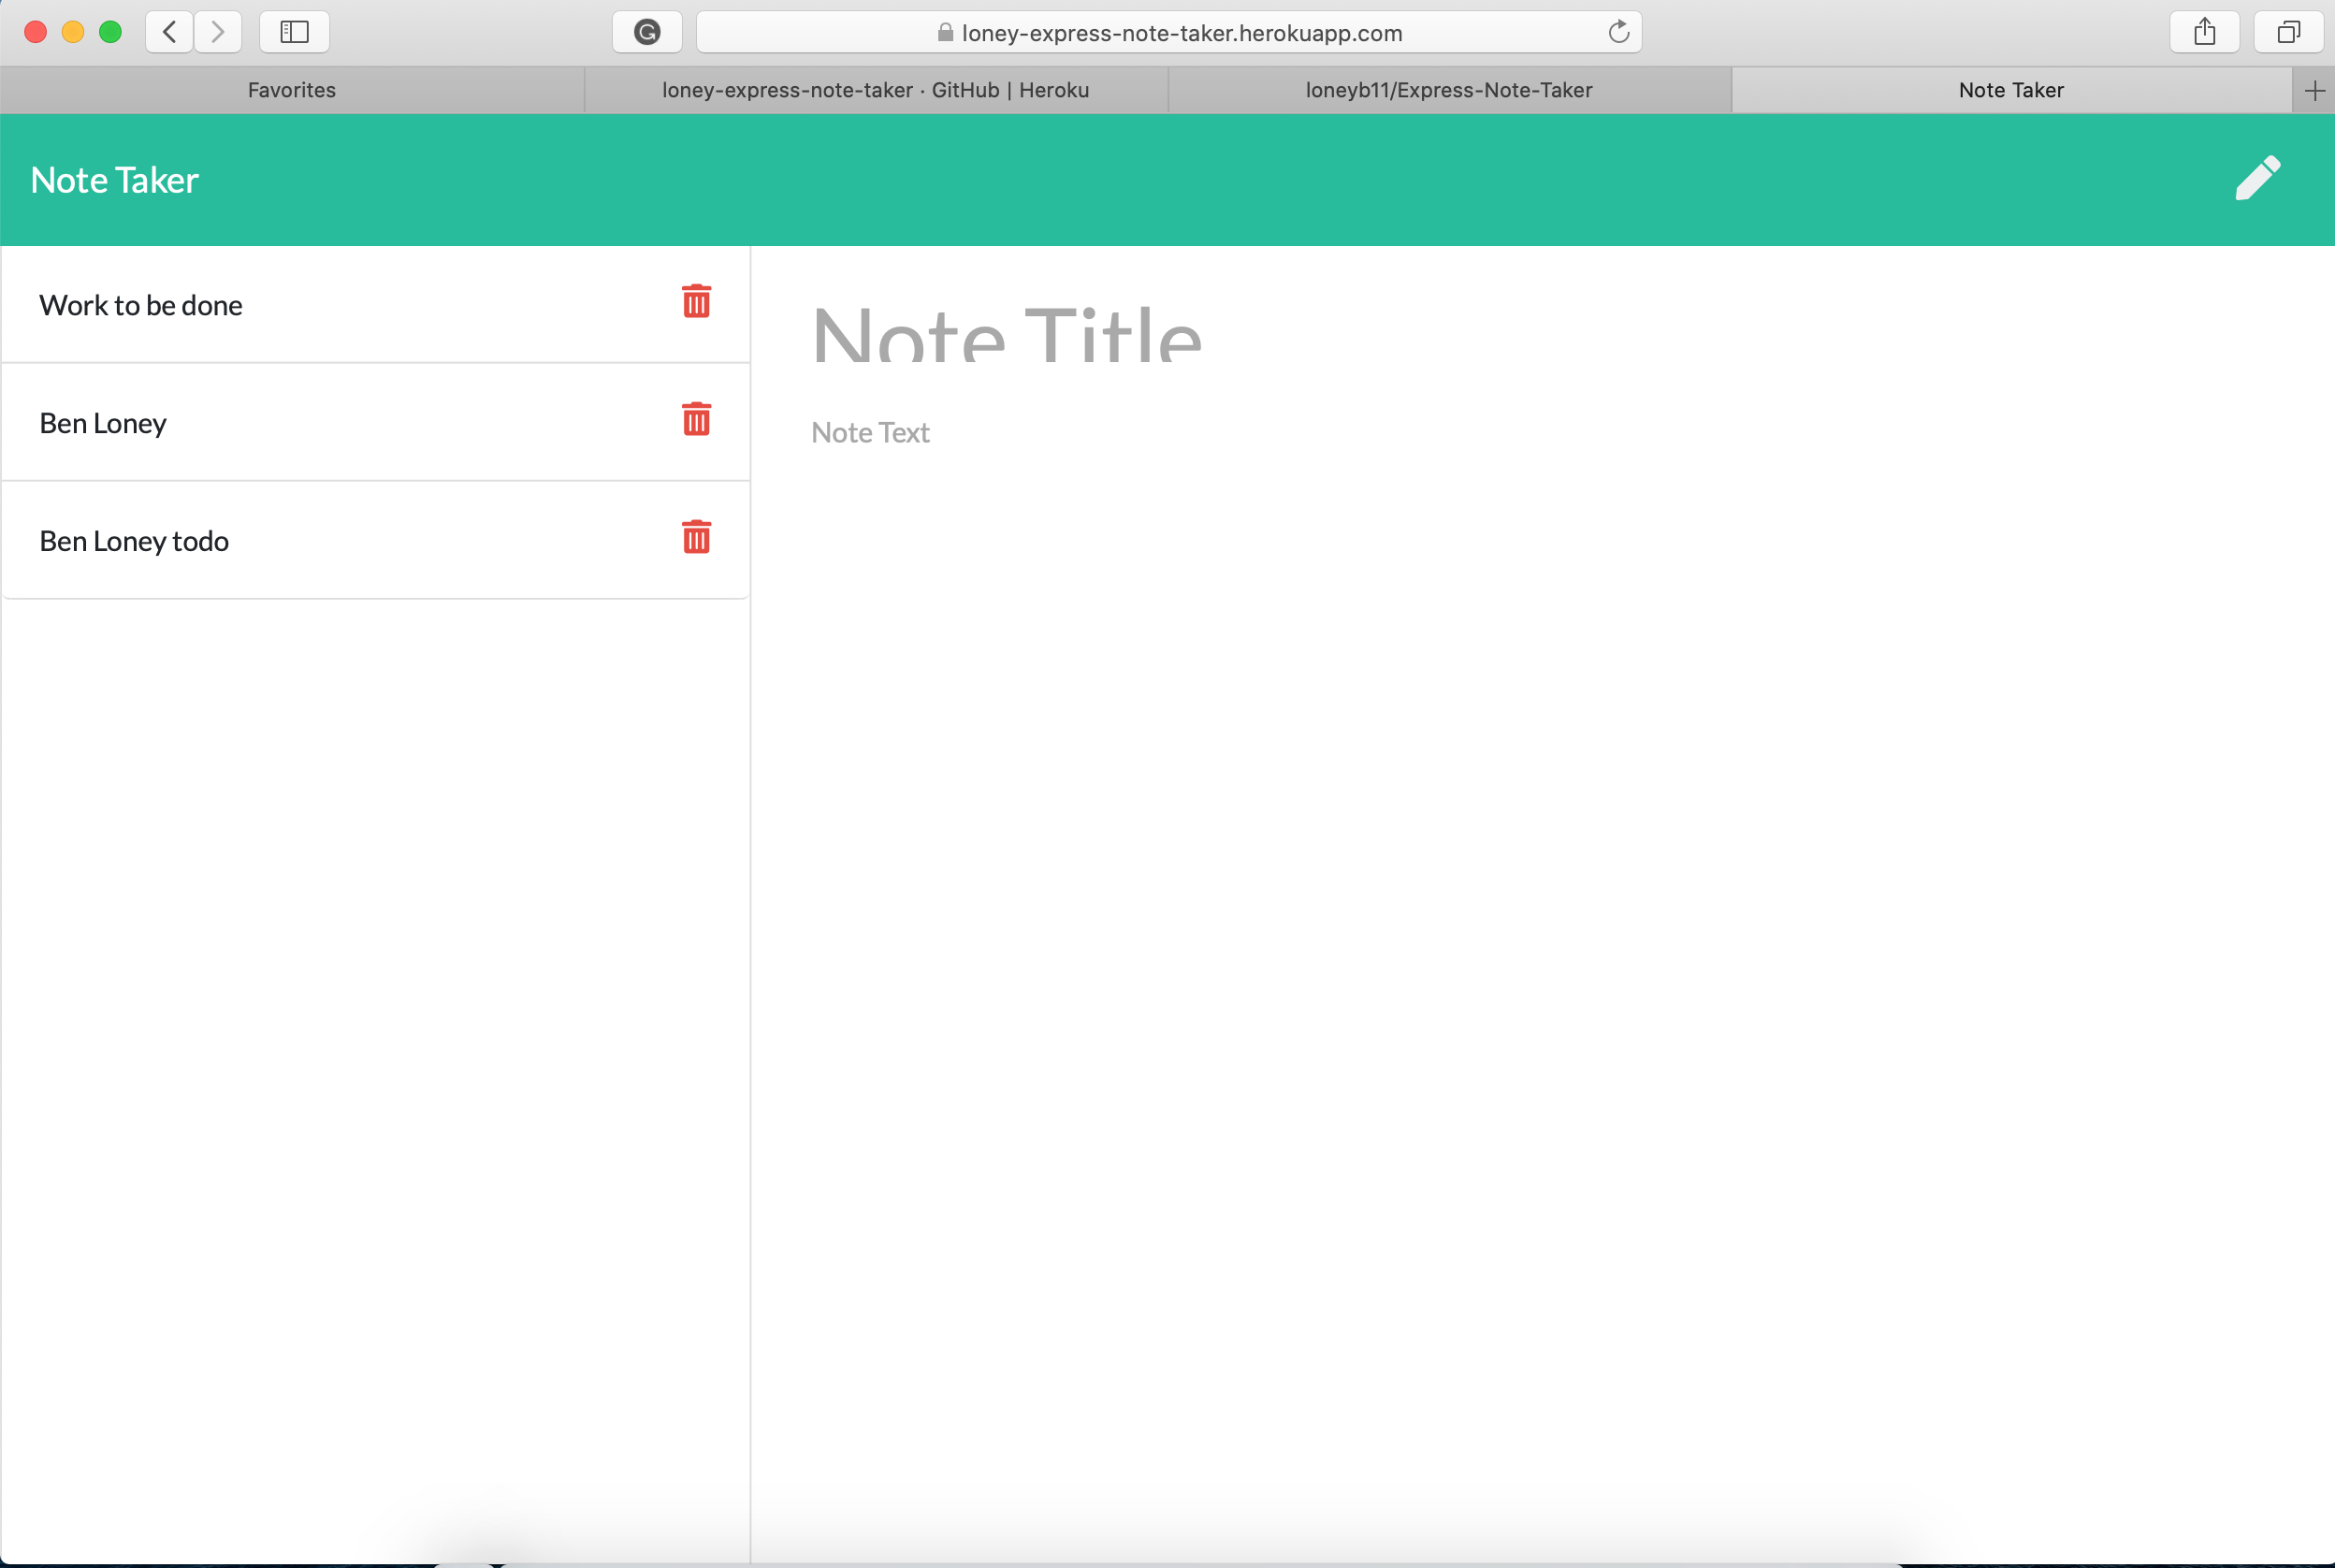 loney-express-note-taker.herokuapp.com
Favorites
loney-express-note-taker · GitHub | Heroku
loneyb11/Express-Note-Taker
Note Taker
Note Taker
Work to be done
Ben Loney
Ben Loney todo
Note Title
Note Text